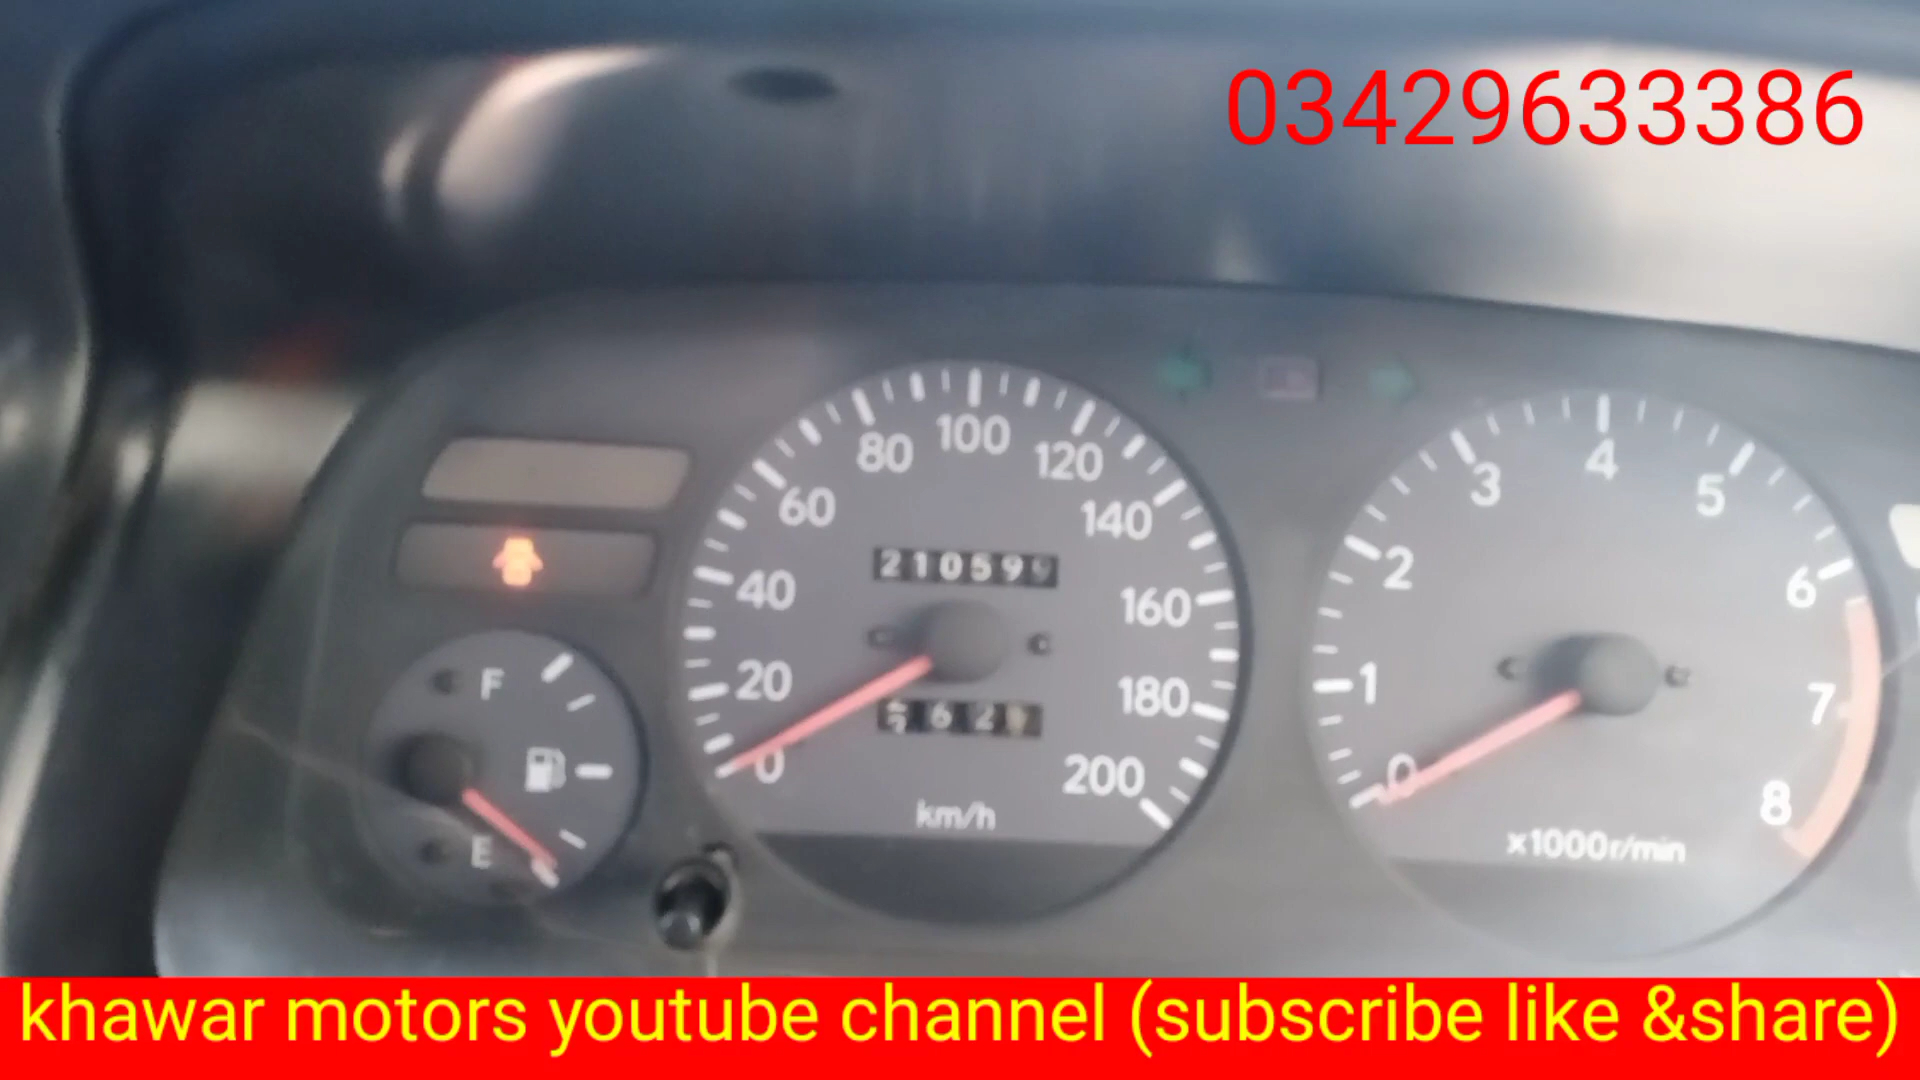 03429633386
80 100 120
60 140
40 160
20 180
0 200
210599
km/h
F
E
0 1 2 3 4 5 6 7 8
x1000r/min
khawar motors youtube channel (subscribe like &share)